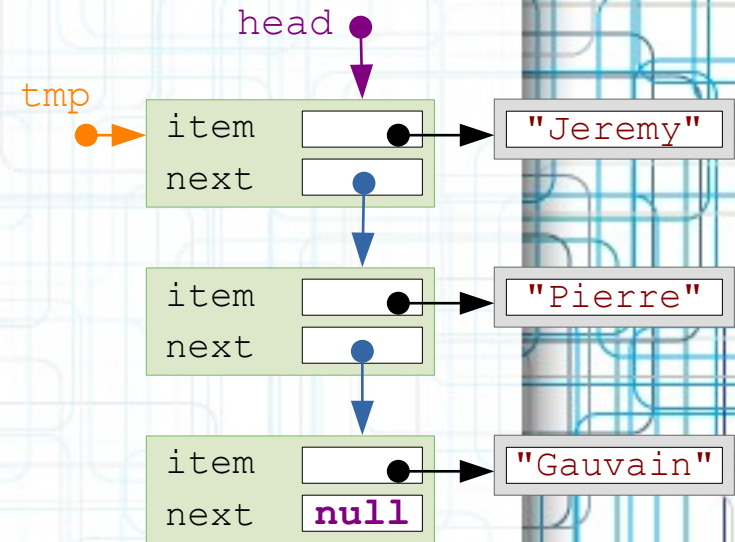 head
tmp
item "Jeremy"
next
item "Pierre"
next
item "Gauvain"
next null